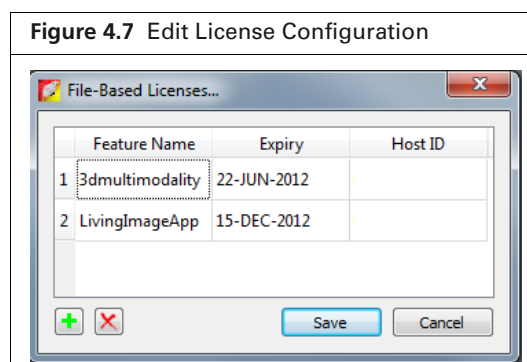 Figure 4.7 Edit License Configuration
File-Based Licenses...
Feature Name Expiry Host ID
1 3dmultimodality 22-JUN-2012
2 LivingImageApp 15-DEC-2012
Save Cancel